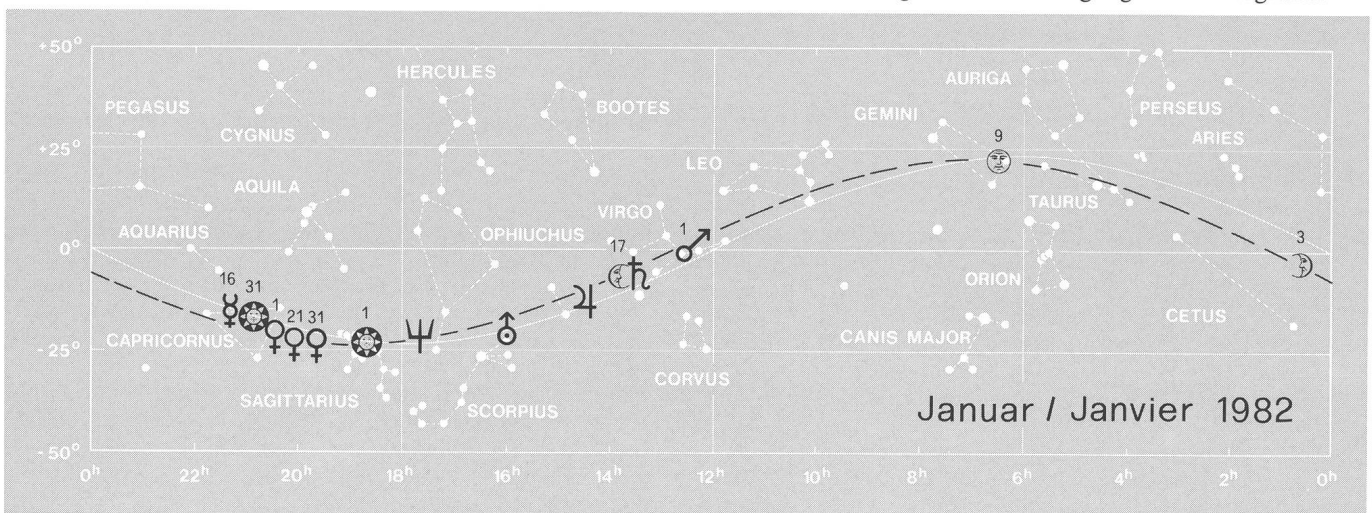 +50°
HERCULES
AURIGA
PEGASUS
BOOTES
GEMINI
PERSEUS
CYGNUS
9
ARIES
+25°
LEO
AQUILA
VIRGO
TAURUS
AQUARIUS
OPHIUCHUS
17
1
3
0°
16
31
1
21
31
1
ORION
CAPRICORNUS
CANIS MAJOR
CETUS
-25°
CORVUS
SAGITTARIUS
SCORPIUS
Januar / Janvier 1982
-50°
0h 22h 20h 18h 16h 14h 12h 10h 8h 6h 4h 2h 0h